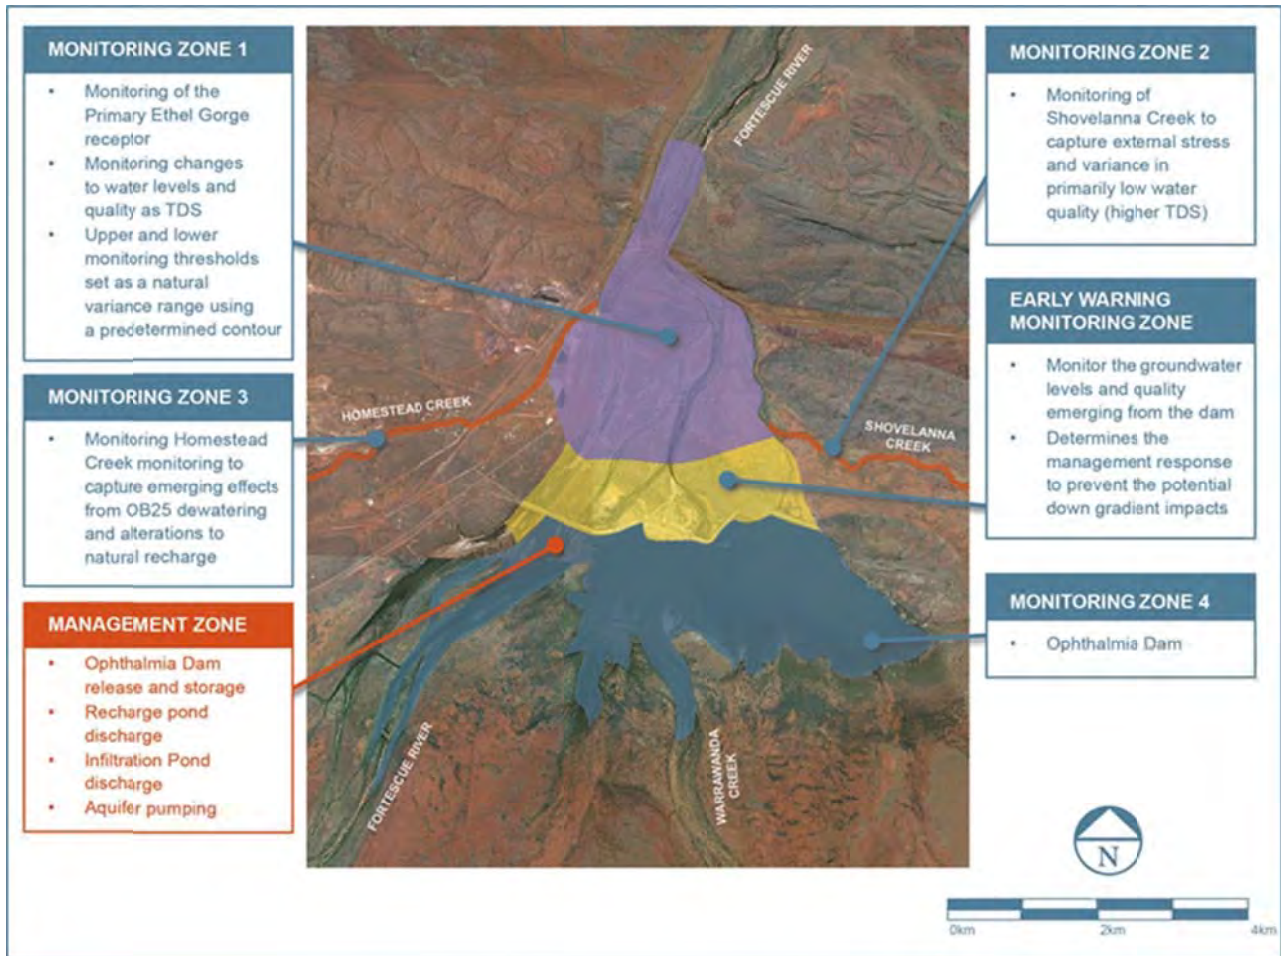 MONITORING ZONE 1
• Monitoring of the
Primary Ethel Gorge
receptor
• Monitoring changes
to water levels and
quality as TDS
• Upper and lower
monitoring thresholds
set as a natural
variance range using
a predetermined contour
MONITORING ZONE 3
• Monitoring Homestead
Creek monitoring to
capture emerging effects
from OB25 dewatering
and alterations to
natural recharge
MANAGEMENT ZONE
• Ophthalmia Dam
release and storage
• Recharge pond
discharge
• Infiltration Pond
discharge
• Aquifer pumping
FORTESCUE RIVER
HOMESTEAD CREEK
SHOVELANNA
CREEK
FORTESCUE RIVER
WARRAWANDA
CREEK
MONITORING ZONE 2
• Monitoring of
Shovelanna Creek to
capture external stress
and variance in
primarily low water
quality (higher TDS)
EARLY WARNING
MONITORING ZONE
• Monitor the groundwater
levels and quality
emerging from the dam
• Determines the
management response
to prevent the potential
down gradient impacts
MONITORING ZONE 4
• Ophthalmia Dam
N
0km 2km 4km